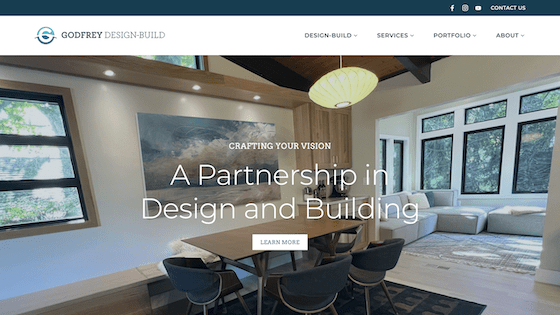 CONTACT US
GODFREY DESIGN-BUILD
DESIGN-BUILD
SERVICES
PORTFOLIO
ABOUT
CRAFTING YOUR VISION
A Partnership in
Design and Building
LEARN MORE